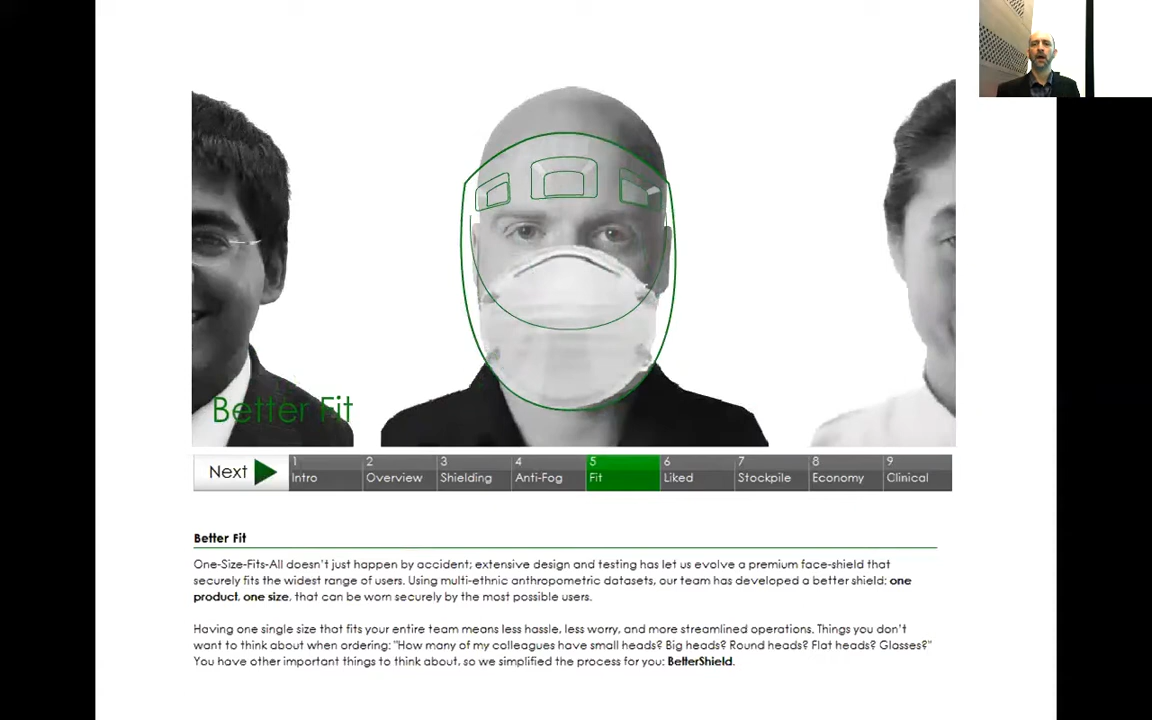 Better Fit
Next
1
Intro
2
Overview
3
Shielding
4
Anti-Fog
5
Fit
6
Liked
7
Stockpile
8
Economy
9
Clinical
Better Fit
One-Size-Fits-All doesn't just happen by accident; extensive design and testing has let us evolve a premium face-shield that
securely fits the widest range of users. Using multi-ethnic anthropometric datasets, our team has developed a better shield: one
product, one size, that can be worn securely by the most possible users.
Having one single size that fits your entire team means less hassle, less worry, and more streamlined operations. Things you don't
want to think about when ordering: "How many of my colleagues have small heads? Big heads? Round heads? Flat heads? Glasses?"
You have other important things to think about, so we simplified the process for you: BetterShield.